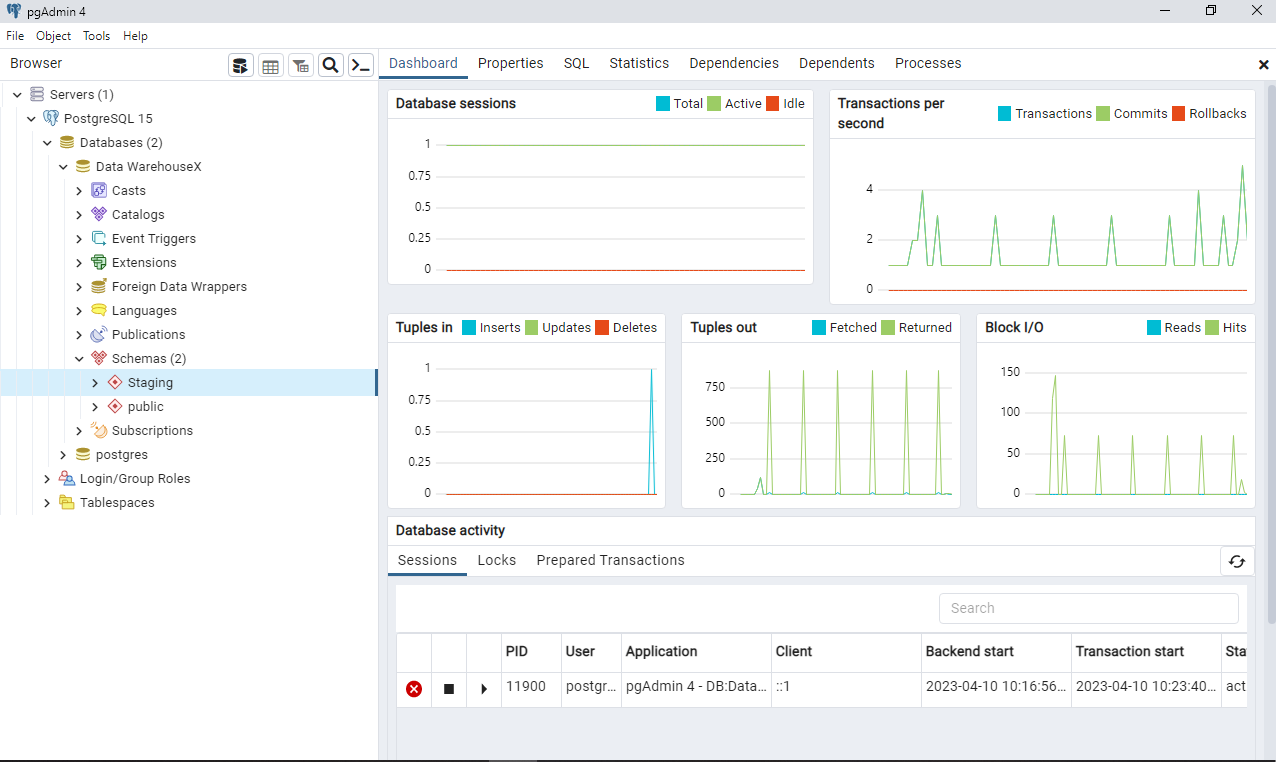 pgAdmin 4
File Object Tools Help
Browser
Dashboard Properties SQL Statistics Dependencies Dependents Processes
Servers (1)
PostgreSQL 15
Databases (2)
Data WarehouseX
Casts
Catalogs
Event Triggers
Extensions
Foreign Data Wrappers
Languages
Publications
Schemas (2)
Staging
public
Subscriptions
postgres
Login/Group Roles
Tablespaces
Database sessions
Total Active Idle
1
0.75
0.5
0.25
0
Transactions per
second
Transactions Commits Rollbacks
4
2
0
Tuples in
Inserts Updates Deletes
1
0.75
0.5
0.25
0
Tuples out
Fetched Returned
750
500
250
0
Block I/O
Reads Hits
150
100
50
0
Database activity
Sessions Locks Prepared Transactions
Search
PID User Application Client Backend start Transaction start Sta
11900 postgr... pgAdmin 4 - DB:Data... ::1 2023-04-10 10:16:56... 2023-04-10 10:23:40... act